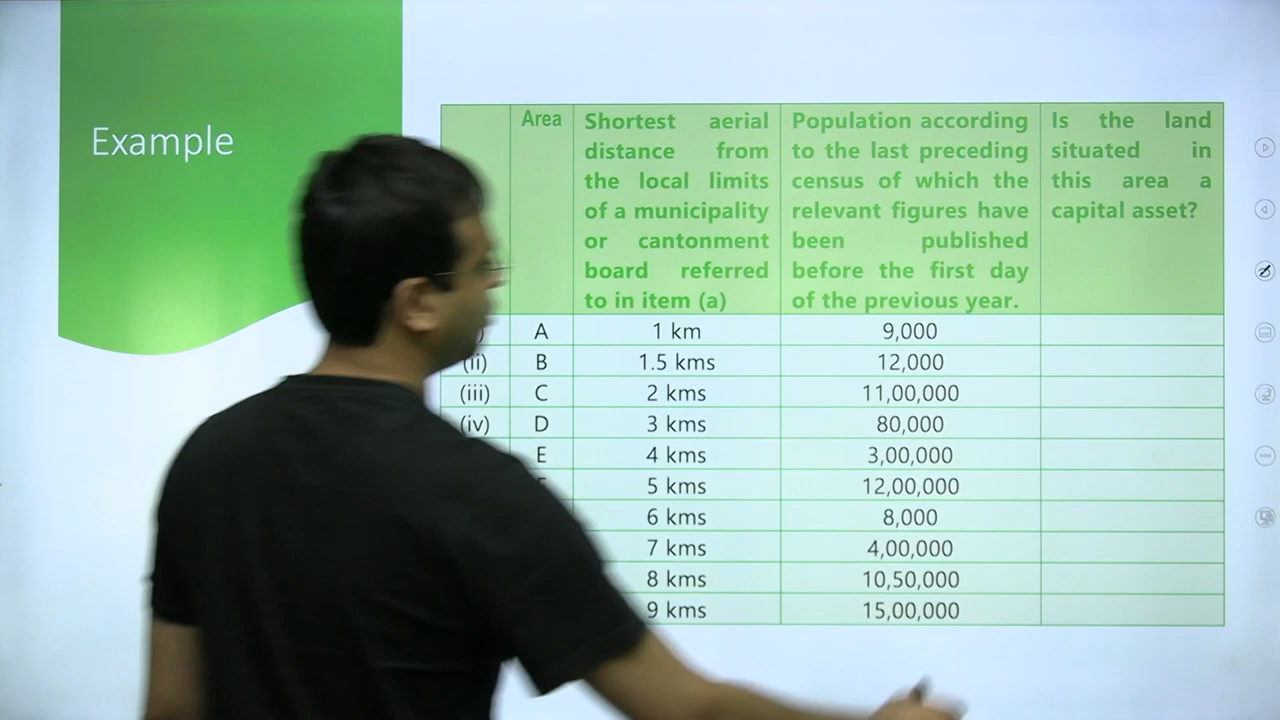 Example
Area
Shortest aerial
distance from
the local limits
of a municipality
or cantonment
board referred
to in item (a)
Population according
to the last preceding
census of which the
relevant figures have
been published
before the first day
of the previous year.
Is the land
situated in
this area a
capital asset?
A 1 km 9,000
(ii) B 1.5 kms 12,000
(iii) C 2 kms 11,00,000
(iv) D 3 kms 80,000
E 4 kms 3,00,000
5 kms 12,00,000
6 kms 8,000
7 kms 4,00,000
8 kms 10,50,000
9 kms 15,00,000